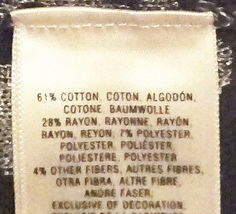 61% COTTON, COTON, ALGODÓN,
COTONE, BAUMWOLLE
28% RAYON, RAYONNE, RAYÓN,
RAYON, REYON; 7% POLYESTER,
POLYESTER, POLIÉSTER,
POLIESTERE, POLYESTER
4% OTHER FIBERS, AUTRES FIBRES,
OTRA FIBRA, ALTRE FIBRE,
ANDRE FASER
EXCLUSIVE OF DECORATION